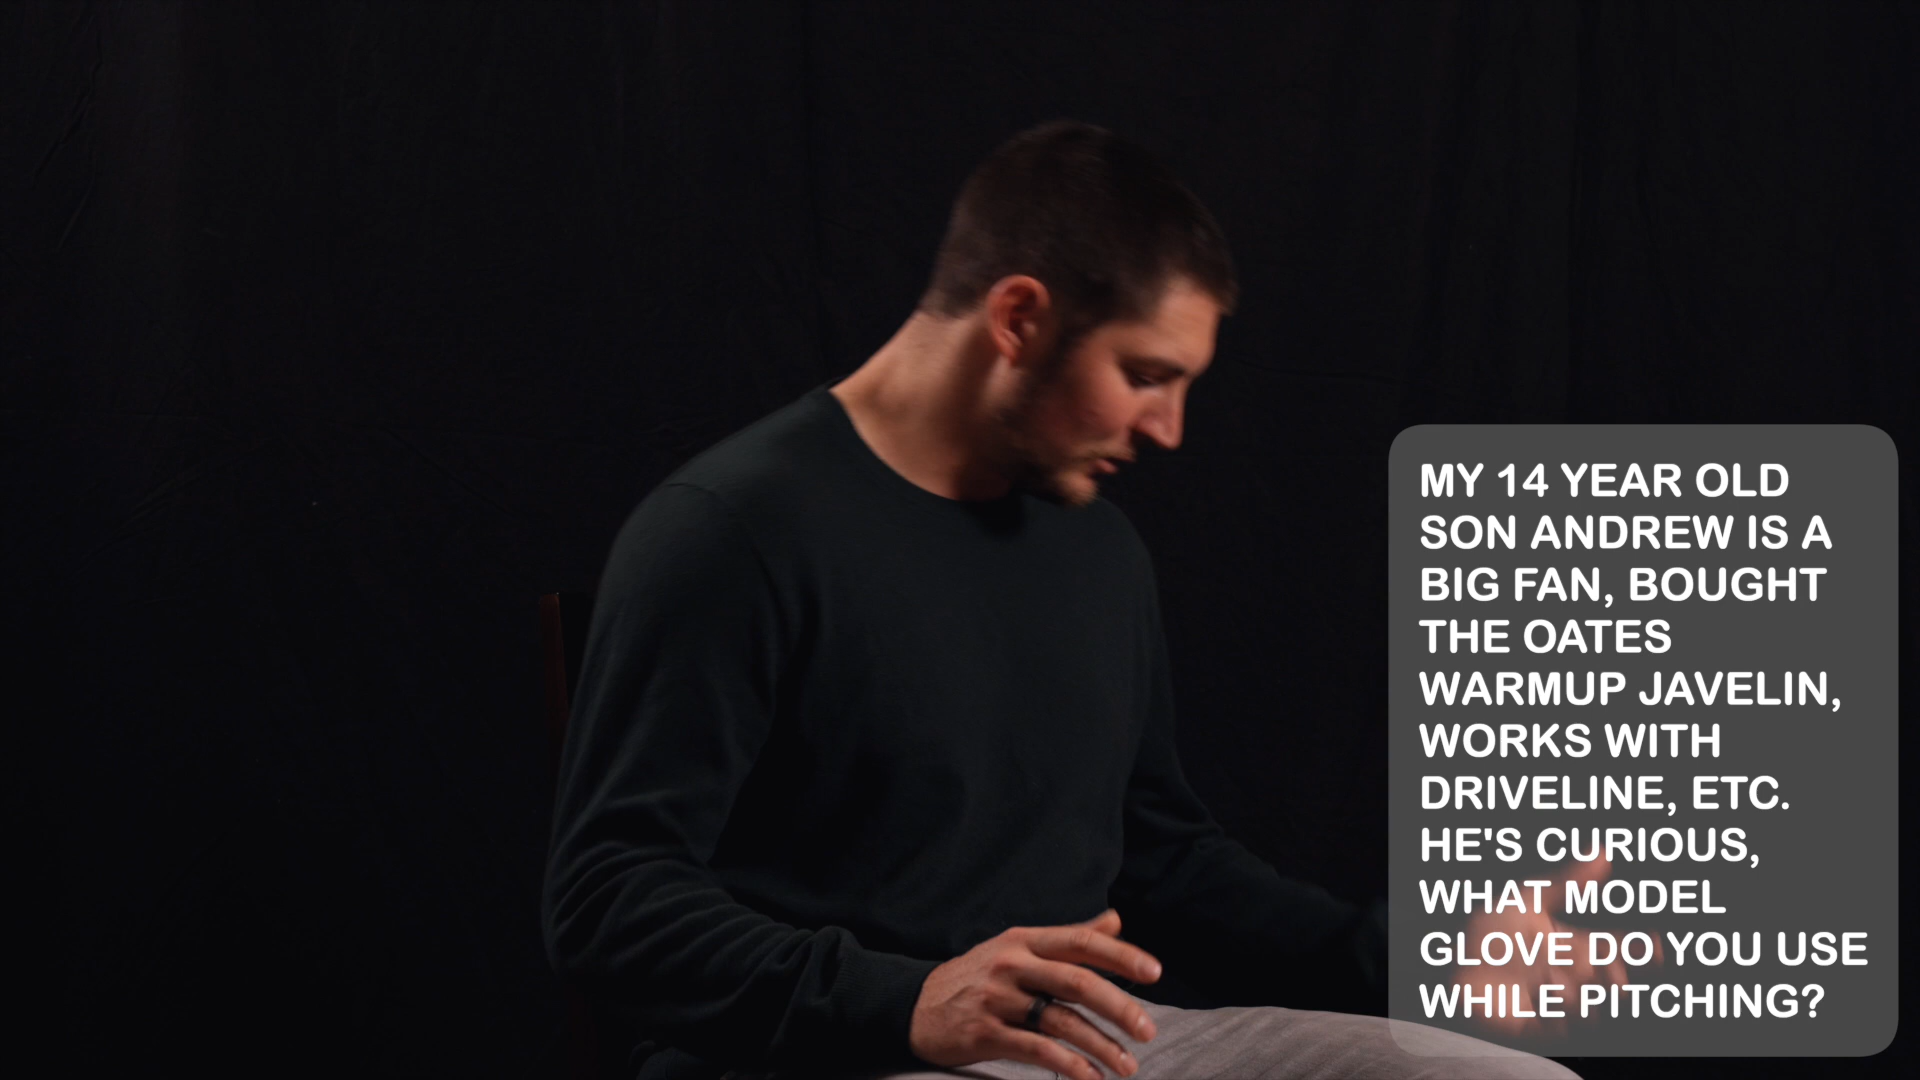 MY 14 YEAR OLD
SON ANDREW IS A
BIG FAN, BOUGHT
THE OATES
WARMUP JAVELIN,
WORKS WITH
DRIVELINE, ETC.
HE'S CURIOUS,
WHAT MODEL
GLOVE DO YOU USE
WHILE PITCHING?